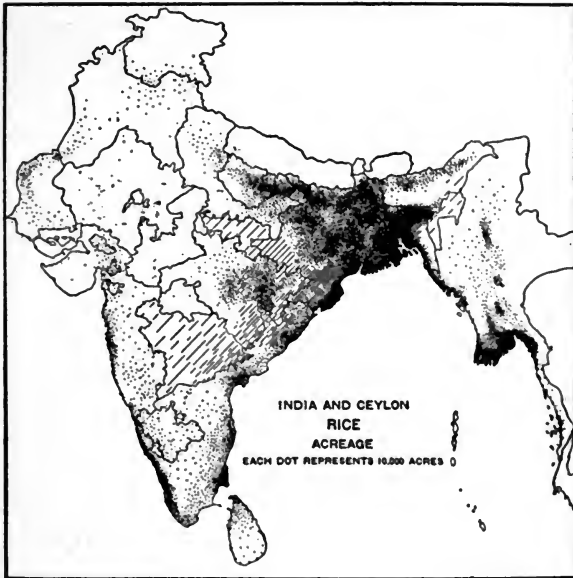 INDIA AND CEYLON
RICE
ACREAGE
EACH DOT REPRESENTS 10,000 ACRES